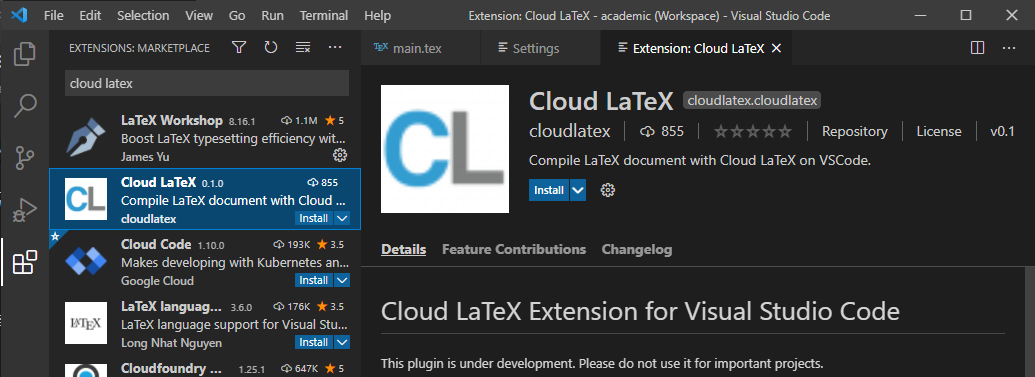 File Edit Selection View Go Run Terminal Help Extension: Cloud LaTeX - academic (Workspace) - Visual Studio Code
EXTENSIONS: MARKETPLACE
main.tex Settings Extension: Cloud LaTeX
cloud latex
LaTeX Workshop 8.16.1 1.1M 5
Boost LaTeX typesetting efficiency wit...
James Yu
Cloud LaTeX 0.1.0 855
Compile LaTeX document with Cloud ...
cloudlatex Install
Cloud Code 1.10.0 193K 3.5
Makes developing with Kubernetes an...
Google Cloud Install
LaTeX languag... 3.6.0 176K 3.5
LaTeX language support for Visual Stu...
Long Nhat Nguyen Install
Cloudfoundry ... 1.25.1 647K 5
CL
LATEX
CL
Cloud LaTeX cloudlatex.cloudlatex
cloudlatex 855 Repository License v0.1
Compile LaTeX document with Cloud LaTeX on VSCode.
Install
Details Feature Contributions Changelog
Cloud LaTeX Extension for Visual Studio Code
This plugin is under development. Please do not use it for important projects.